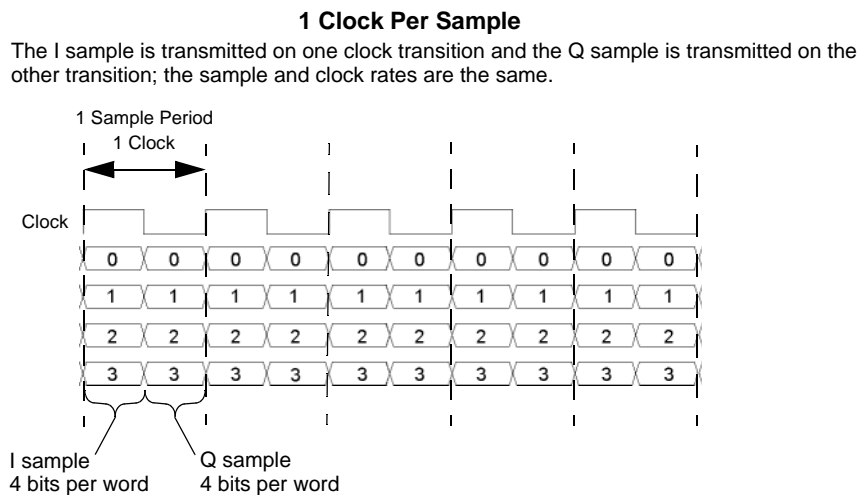 1 Clock Per Sample
The I sample is transmitted on one clock transition and the Q sample is transmitted on the
other transition; the sample and clock rates are the same.
1 Sample Period
1 Clock
Clock
0 0 0 0 0 0 0 0 0 0
1 1 1 1 1 1 1 1 1 1
2 2 2 2 2 2 2 2 2 2
3 3 3 3 3 3 3 3 3 3
I sample
4 bits per word
Q sample
4 bits per word